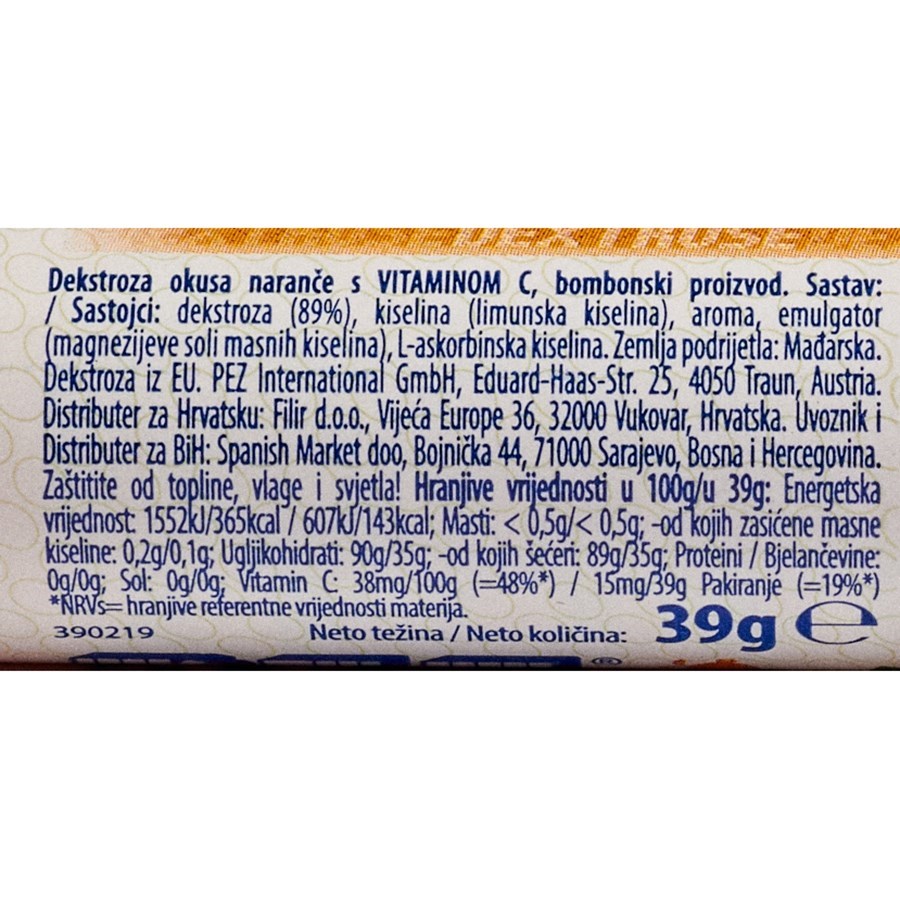 DEXTROSE
Dekstroza okusa naranče s VITAMINOM C, bombonski proizvod. Sastav:
/ Sastojci: dekstroza (89%), kiselina (limunska kiselina), aroma, emulgator
(magnezijeve soli masnih kiselina), L-askorbinska kiselina. Zemlja podrijetla: Mađarska.
Dekstroza iz EU. PEZ International GmbH, Eduard-Haas-Str. 25, 4050 Traun, Austria.
Distributer za Hrvatsku: Filir d.o.o., Vijeća Europe 36, 32000 Vukovar, Hrvatska. Uvoznik i
Distributer za BiH: Spanish Market doo, Bojnička 44, 71000 Sarajevo, Bosna i Hercegovina.
Zaštitite od topline, vlage i svjetla! Hranjive vrijednosti u 100g/u 39g: Energetska
vrijednost: 1552kJ/365kcal / 607kJ/143kcal; Masti: < 0,5g/< 0,5g; -od kojih zasićene masne
kiseline: 0,2g/0,1g; Ugljikohidrati: 90g/35g; -od kojih šećeri: 89g/35g; Proteini / Bjelančevine:
0g/0g; Sol: 0g/0g; Vitamin C: 38mg/100g (=48%*) / 15mg/39g Pakiranje (=19%*)
*NRVs= hranjive referentne vrijednosti materija.
390219 Neto težina / Neto količina: 39g ℮